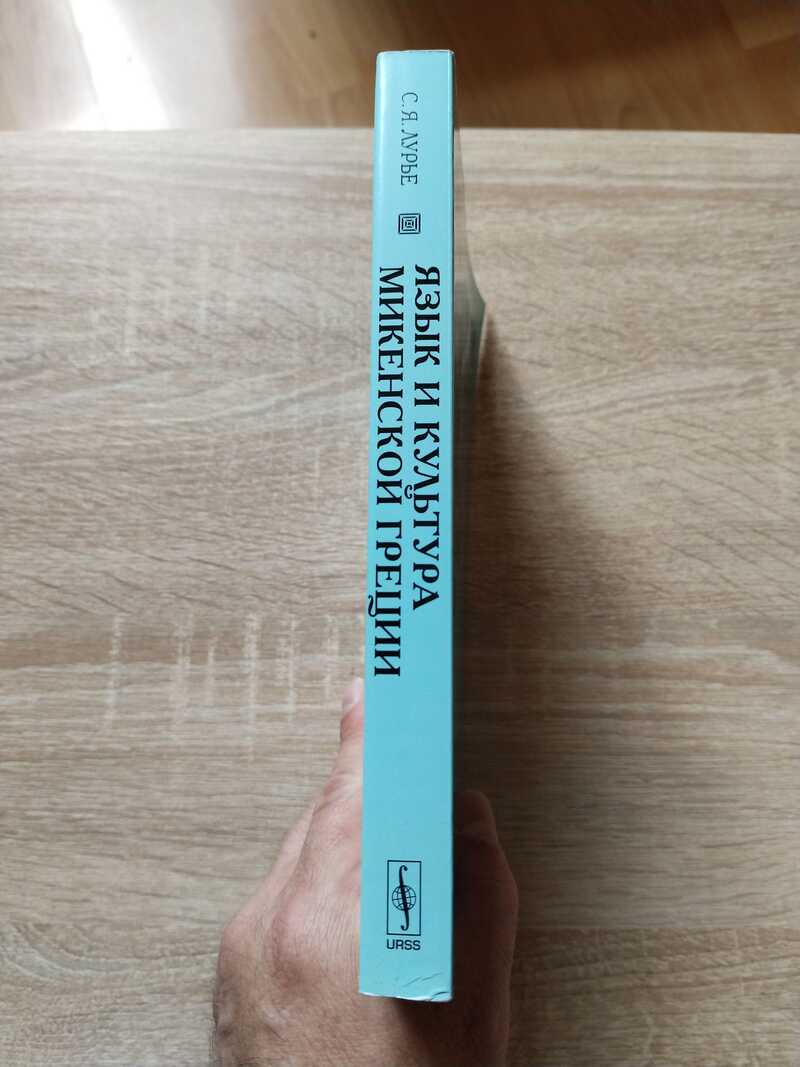 С. Я. ЛУРЬЕ
ЯЗЫК И КУЛЬТУРА
МИКЕНСКОЙ ГРЕЦИИ
URSS